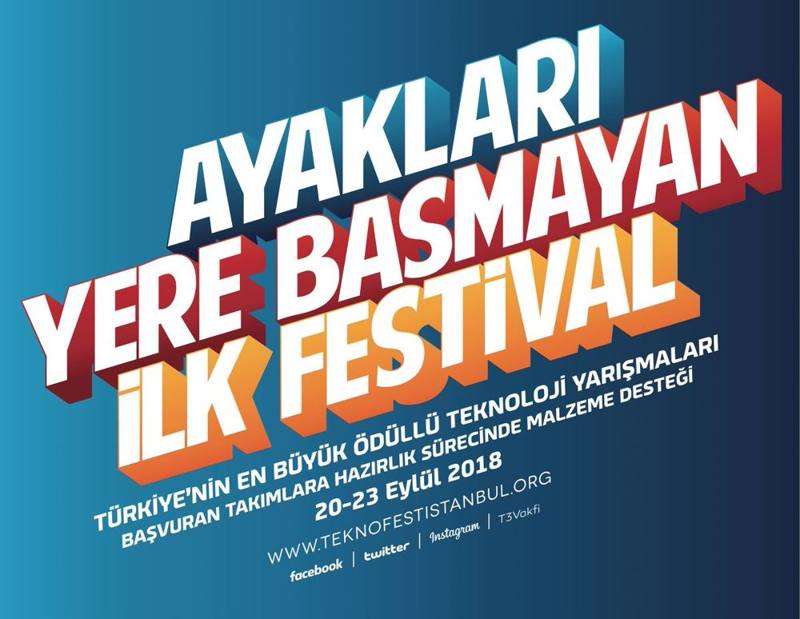 AYAKLARI
YERE BASMAYAN
İLK FESTİVAL
TÜRKİYE'NİN EN BÜYÜK ÖDÜLLÜ TEKNOLOJİ YARIŞMALARI
BAŞVURAN TAKIMLARA HAZIRLIK SÜRECİNDE MALZEME DESTEĞİ
20-23 Eylül 2018
WWW.TEKNOFESTISTANBUL.ORG
facebook | twitter | Instagram | T3Vakfi